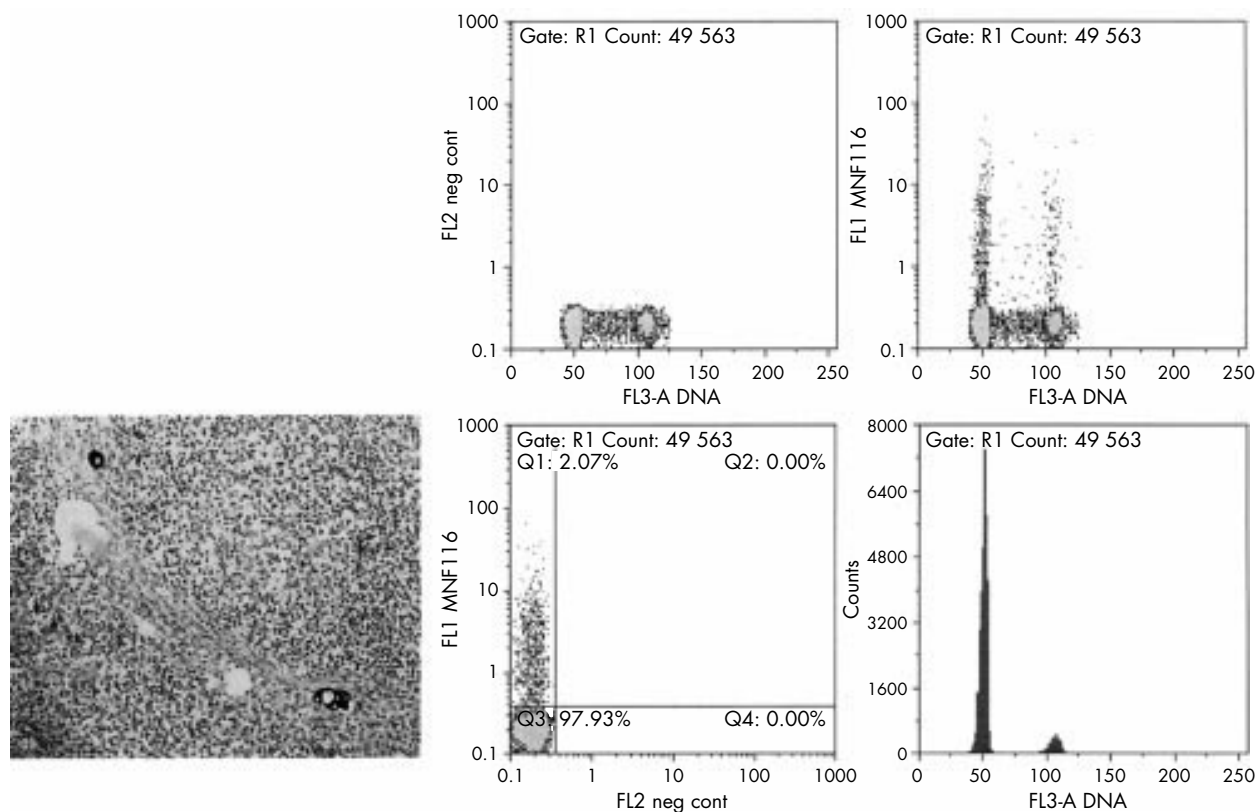 1000
100
10
1
0.1
FL2 neg cont
Gate: R1 Count: 49 563
0 50 100 150 200 250
FL3-A DNA
1000
100
10
1
0.1
FL1 MNF116
Gate: R1 Count: 49 563
0 50 100 150 200 250
FL3-A DNA
1000
100
10
1
0.1
FL1 MNF116
Gate: R1 Count: 49 563
Q1: 2.07% Q2: 0.00%
Q3: 97.93% Q4: 0.00%
0.1 1 10 100 1000
FL2 neg cont
8000
6400
4800
3200
1600
0
Counts
Gate: R1 Count: 49 563
0 50 100 150 200 250
FL3-A DNA